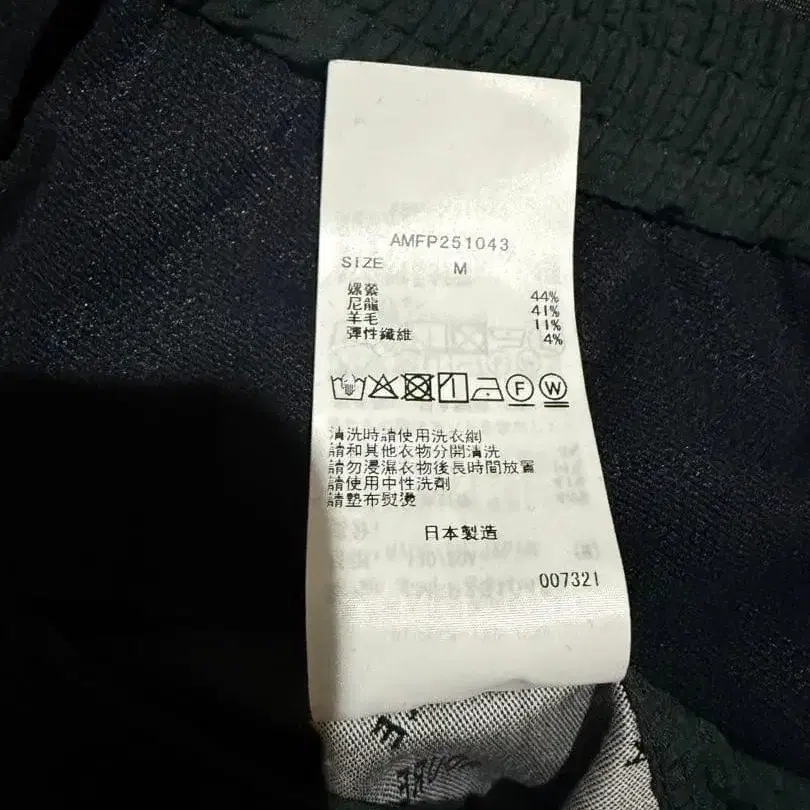 AMFP251043
SIZE M
嫘縈 44%
尼龍 41%
羊毛 11%
彈性纖維 4%
F W
清洗時請使用洗衣網
請和其他衣物分開清洗
請勿浸濕衣物後長時間放置
請使用中性洗劑
請墊布熨燙
日本製造
007321